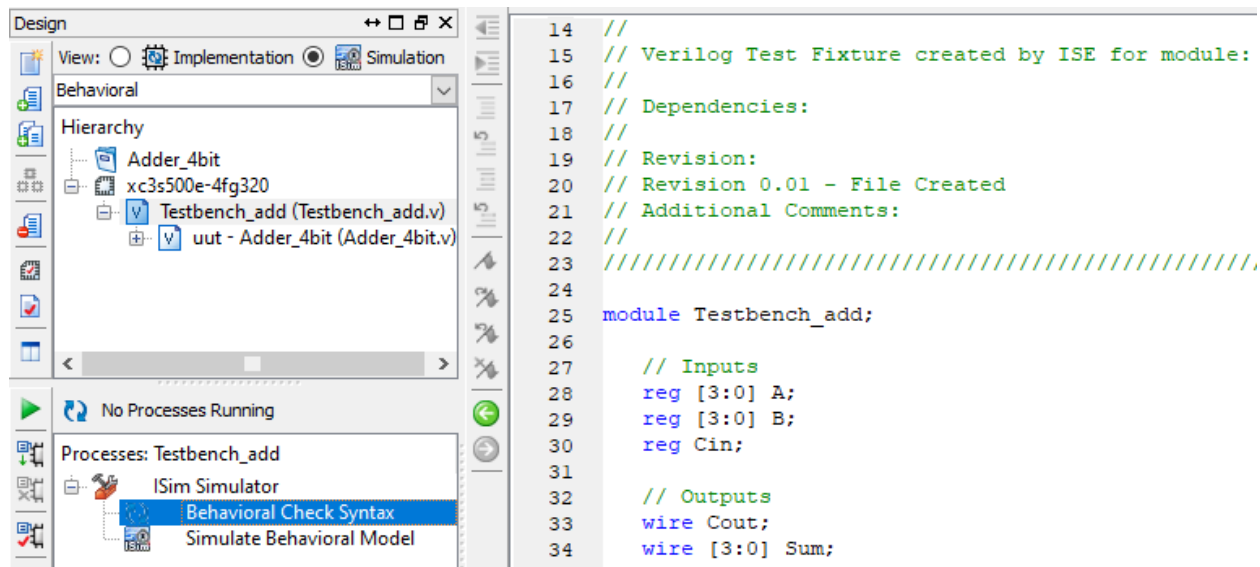 Design
View: Implementation Simulation
Behavioral
Hierarchy
Adder_4bit
xc3s500e-4fg320
Testbench_add (Testbench_add.v)
uut - Adder_4bit (Adder_4bit.v)
No Processes Running
Processes: Testbench_add
ISim Simulator
Behavioral Check Syntax
Simulate Behavioral Model
14 //
15 // Verilog Test Fixture created by ISE for module:
16 //
17 // Dependencies:
18 //
19 // Revision:
20 // Revision 0.01 - File Created
21 // Additional Comments:
22 //
23 ////////////////////////////////////////////////////
24
25 module Testbench_add;
26
27 // Inputs
28 reg [3:0] A;
29 reg [3:0] B;
30 reg Cin;
31
32 // Outputs
33 wire Cout;
34 wire [3:0] Sum;